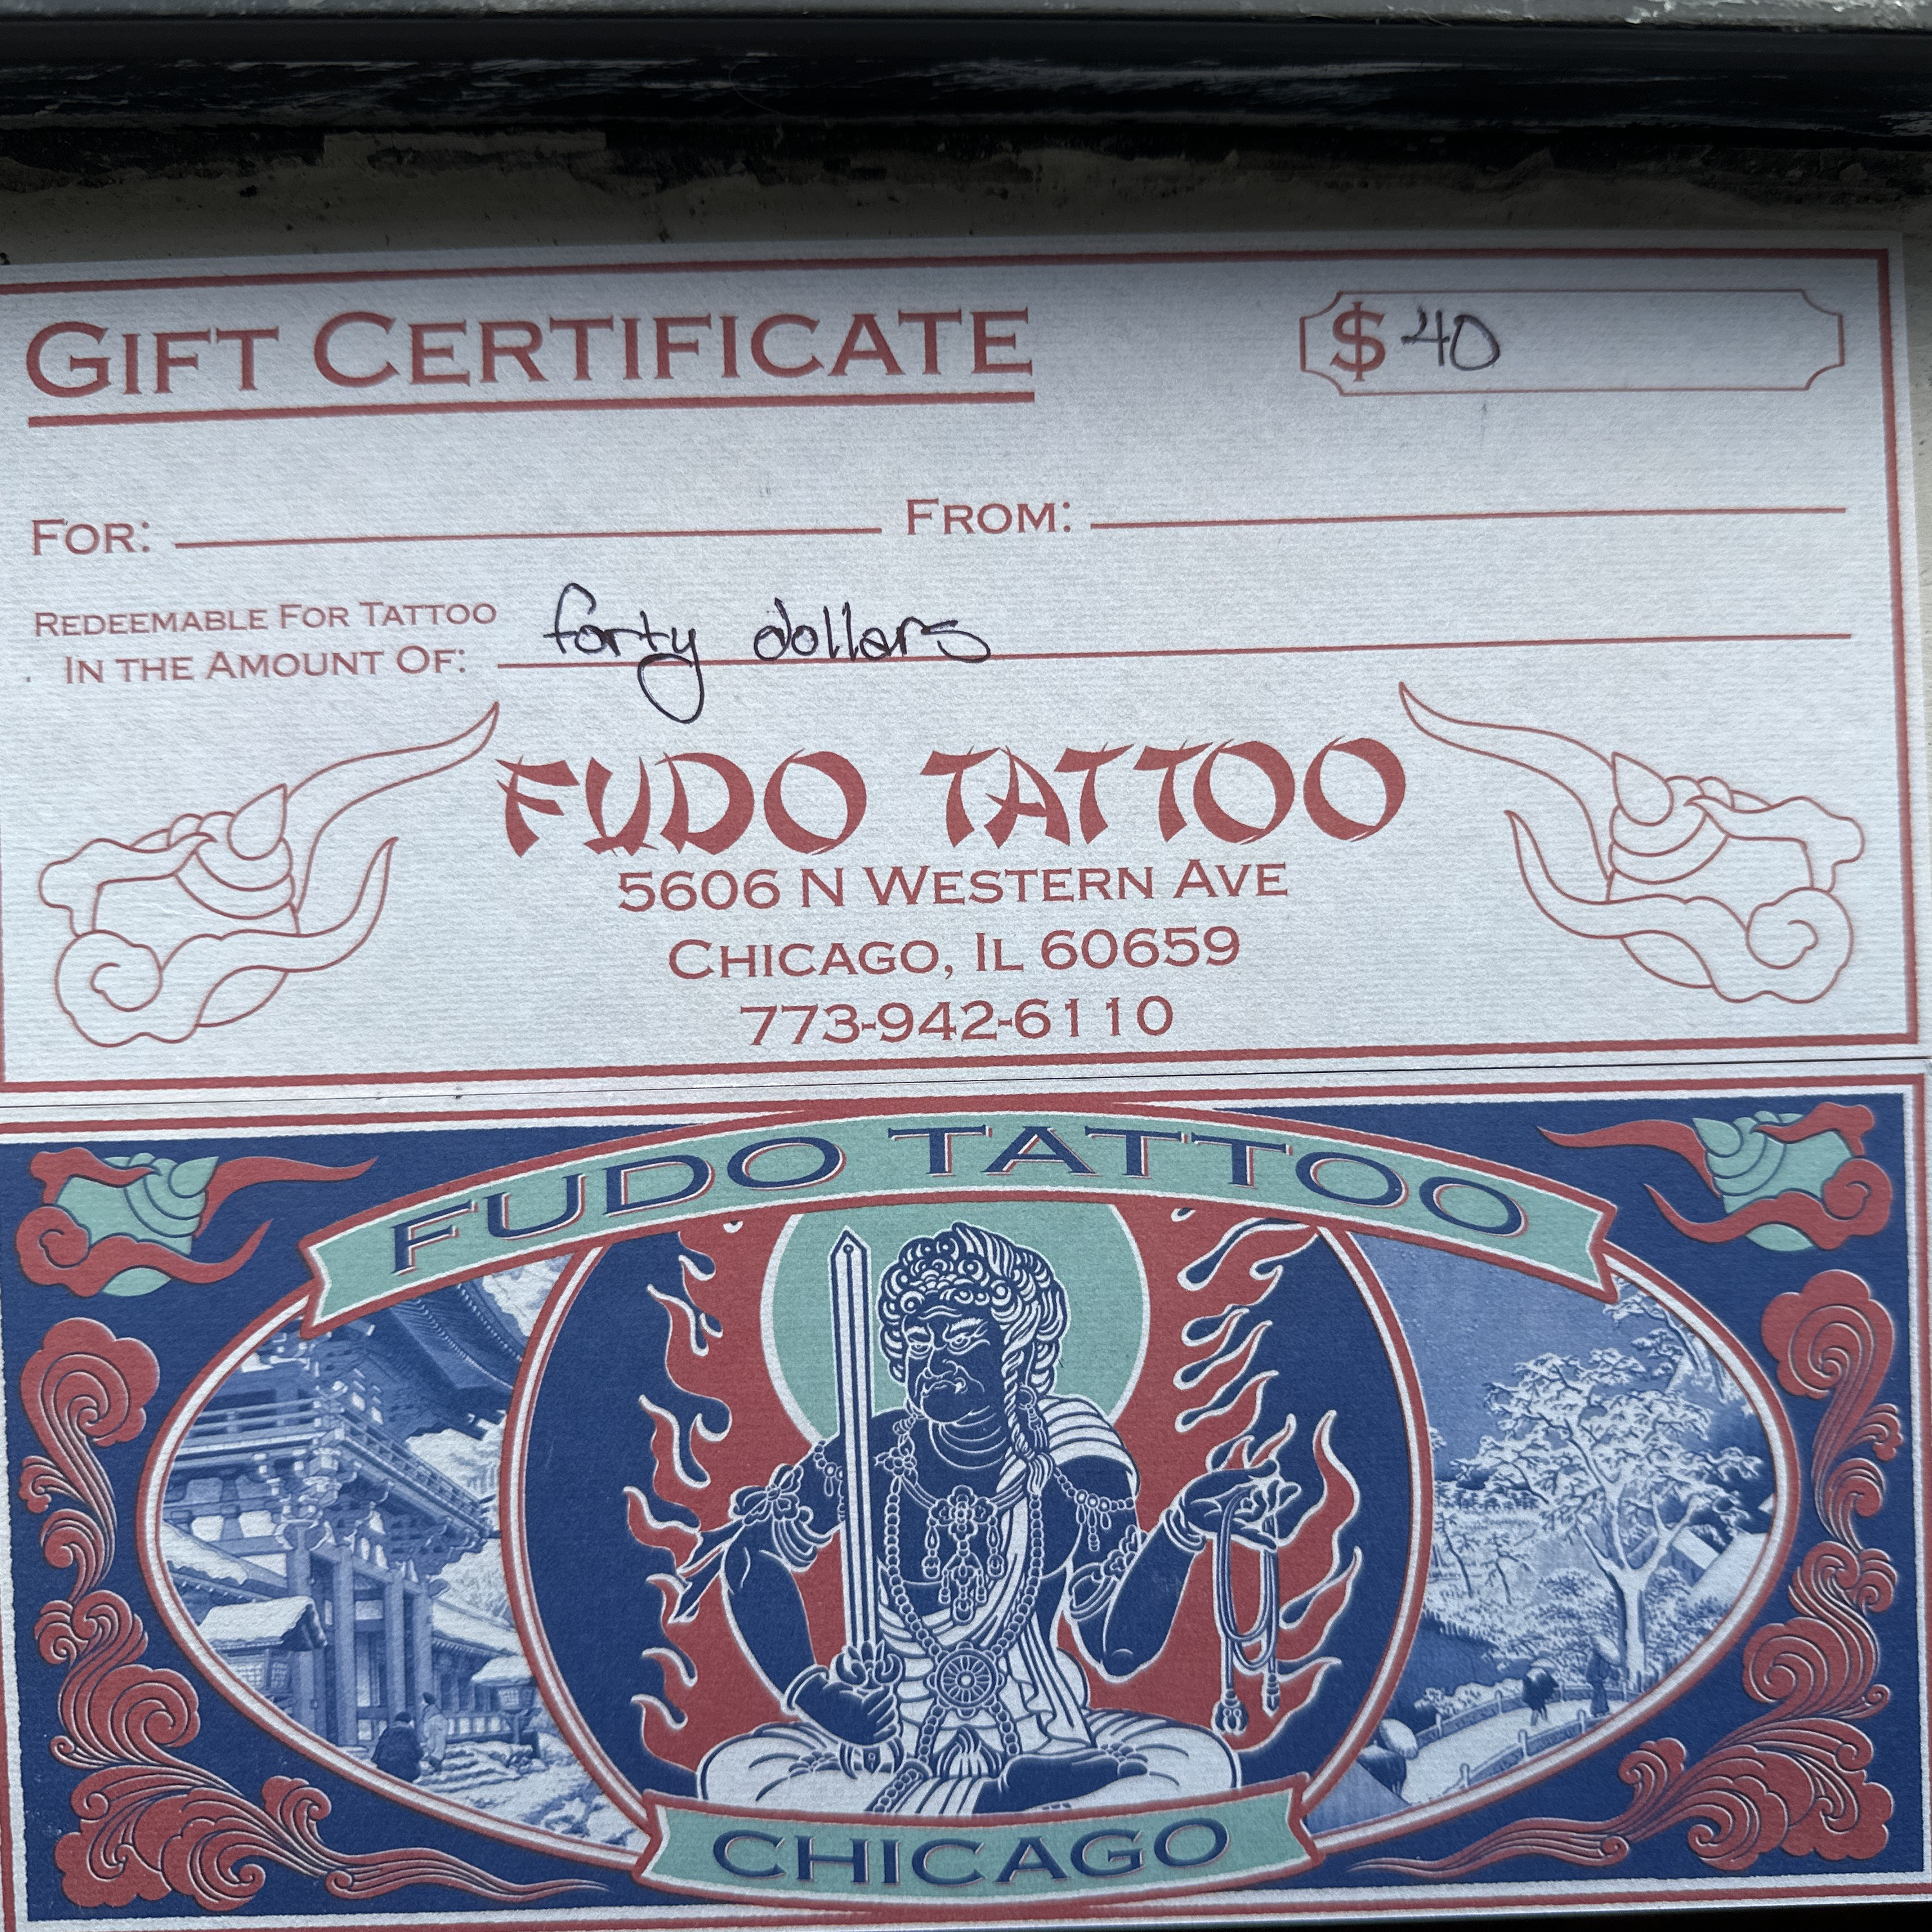 GIFT CERTIFICATE
$ 40
FOR: FROM:
REDEEMABLE FOR TATTOO
IN THE AMOUNT OF: forty dollars
FUDO TATTOO
5606 N WESTERN AVE
CHICAGO, IL 60659
773-942-6110
FUDO TATTOO
CHICAGO